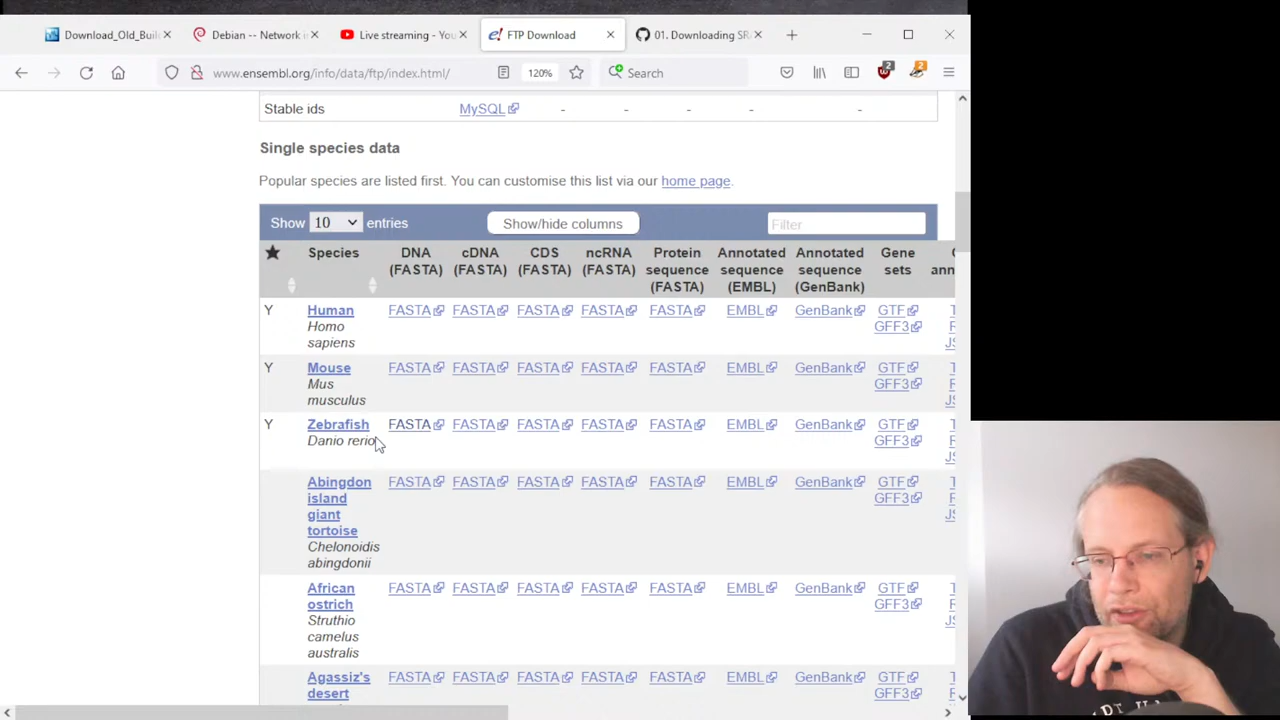 Download_Old_Buil
Debian -- Network in
Live streaming - You
FTP Download
01. Downloading SRA
www.ensembl.org/info/data/ftp/index.html/
120%
Search
2
2
Stable ids MySQL - - - - -
Single species data
Popular species are listed first. You can customise this list via our home page.
Show 10 entries Show/hide columns Filter
Species DNA (FASTA) cDNA (FASTA) CDS (FASTA) ncRNA (FASTA) Protein sequence (FASTA) Annotated sequence (EMBL) Annotated sequence (GenBank) Gene sets
Y Human FASTA FASTA FASTA FASTA FASTA EMBL GenBank GTF
Homo GFF3
sapiens
Y Mouse FASTA FASTA FASTA FASTA FASTA EMBL GenBank GTF
Mus GFF3
musculus
Y Zebrafish FASTA FASTA FASTA FASTA FASTA EMBL GenBank GTF
Danio rerio GFF3
Abingdon FASTA FASTA FASTA FASTA FASTA EMBL GenBank GTF
island GFF3
giant
tortoise
Chelonoidis
abingdonii
African FASTA FASTA FASTA FASTA FASTA EMBL GenBank GTF
ostrich GFF3
Struthio
camelus
australis
Agassiz's FASTA FASTA FASTA FASTA FASTA EMBL GenBank GTF
desert GFF3